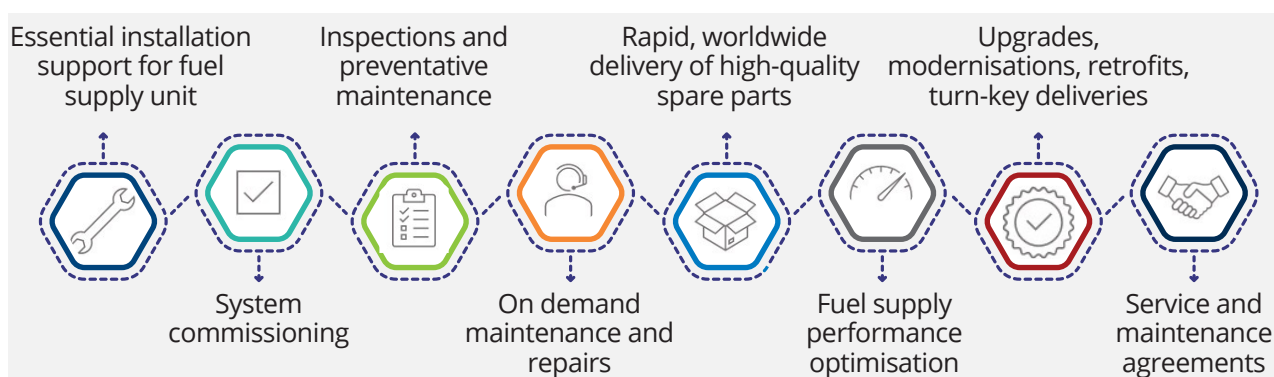 Essential installation
support for fuel
supply unit
System
commissioning
Inspections and
preventative
maintenance
On demand
maintenance and
repairs
Rapid, worldwide
delivery of high-quality
spare parts
Fuel supply
performance
optimisation
Upgrades,
modernisations, retrofits,
turn-key deliveries
Service and
maintenance
agreements